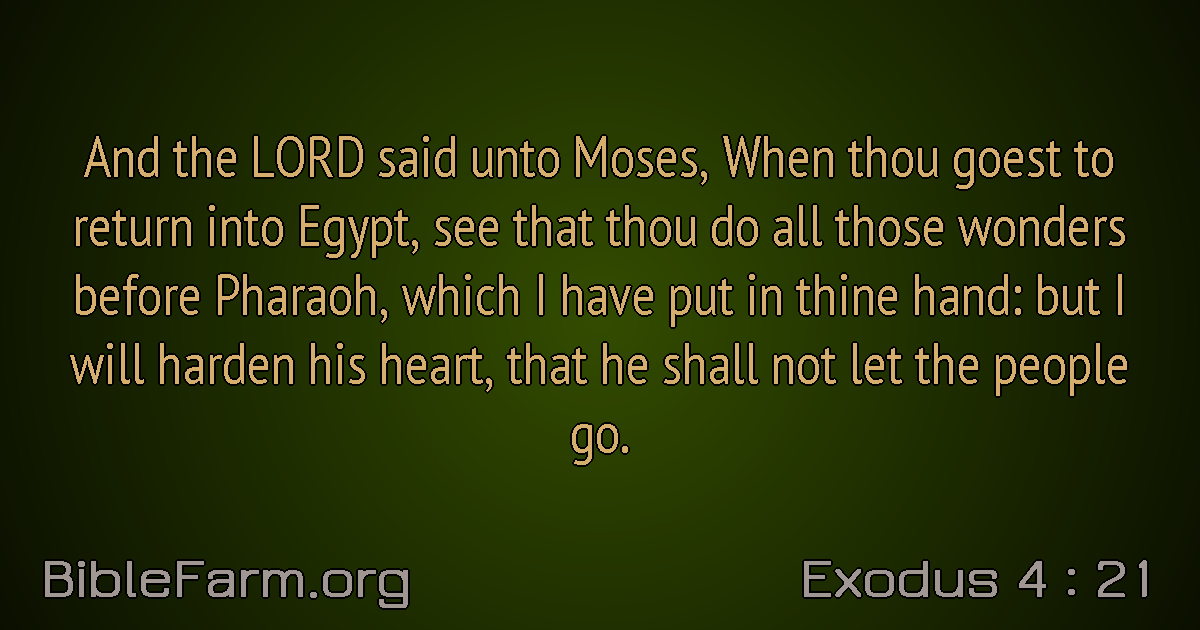 And the LORD said unto Moses, When thou goest to
return into Egypt, see that thou do all those wonders
before Pharaoh, which I have put in thine hand: but I
will harden his heart, that he shall not let the people
go.
BibleFarm.org
Exodus 4 : 21